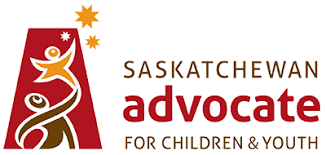 SASKATCHEWAN
advocate
FOR CHILDREN & YOUTH